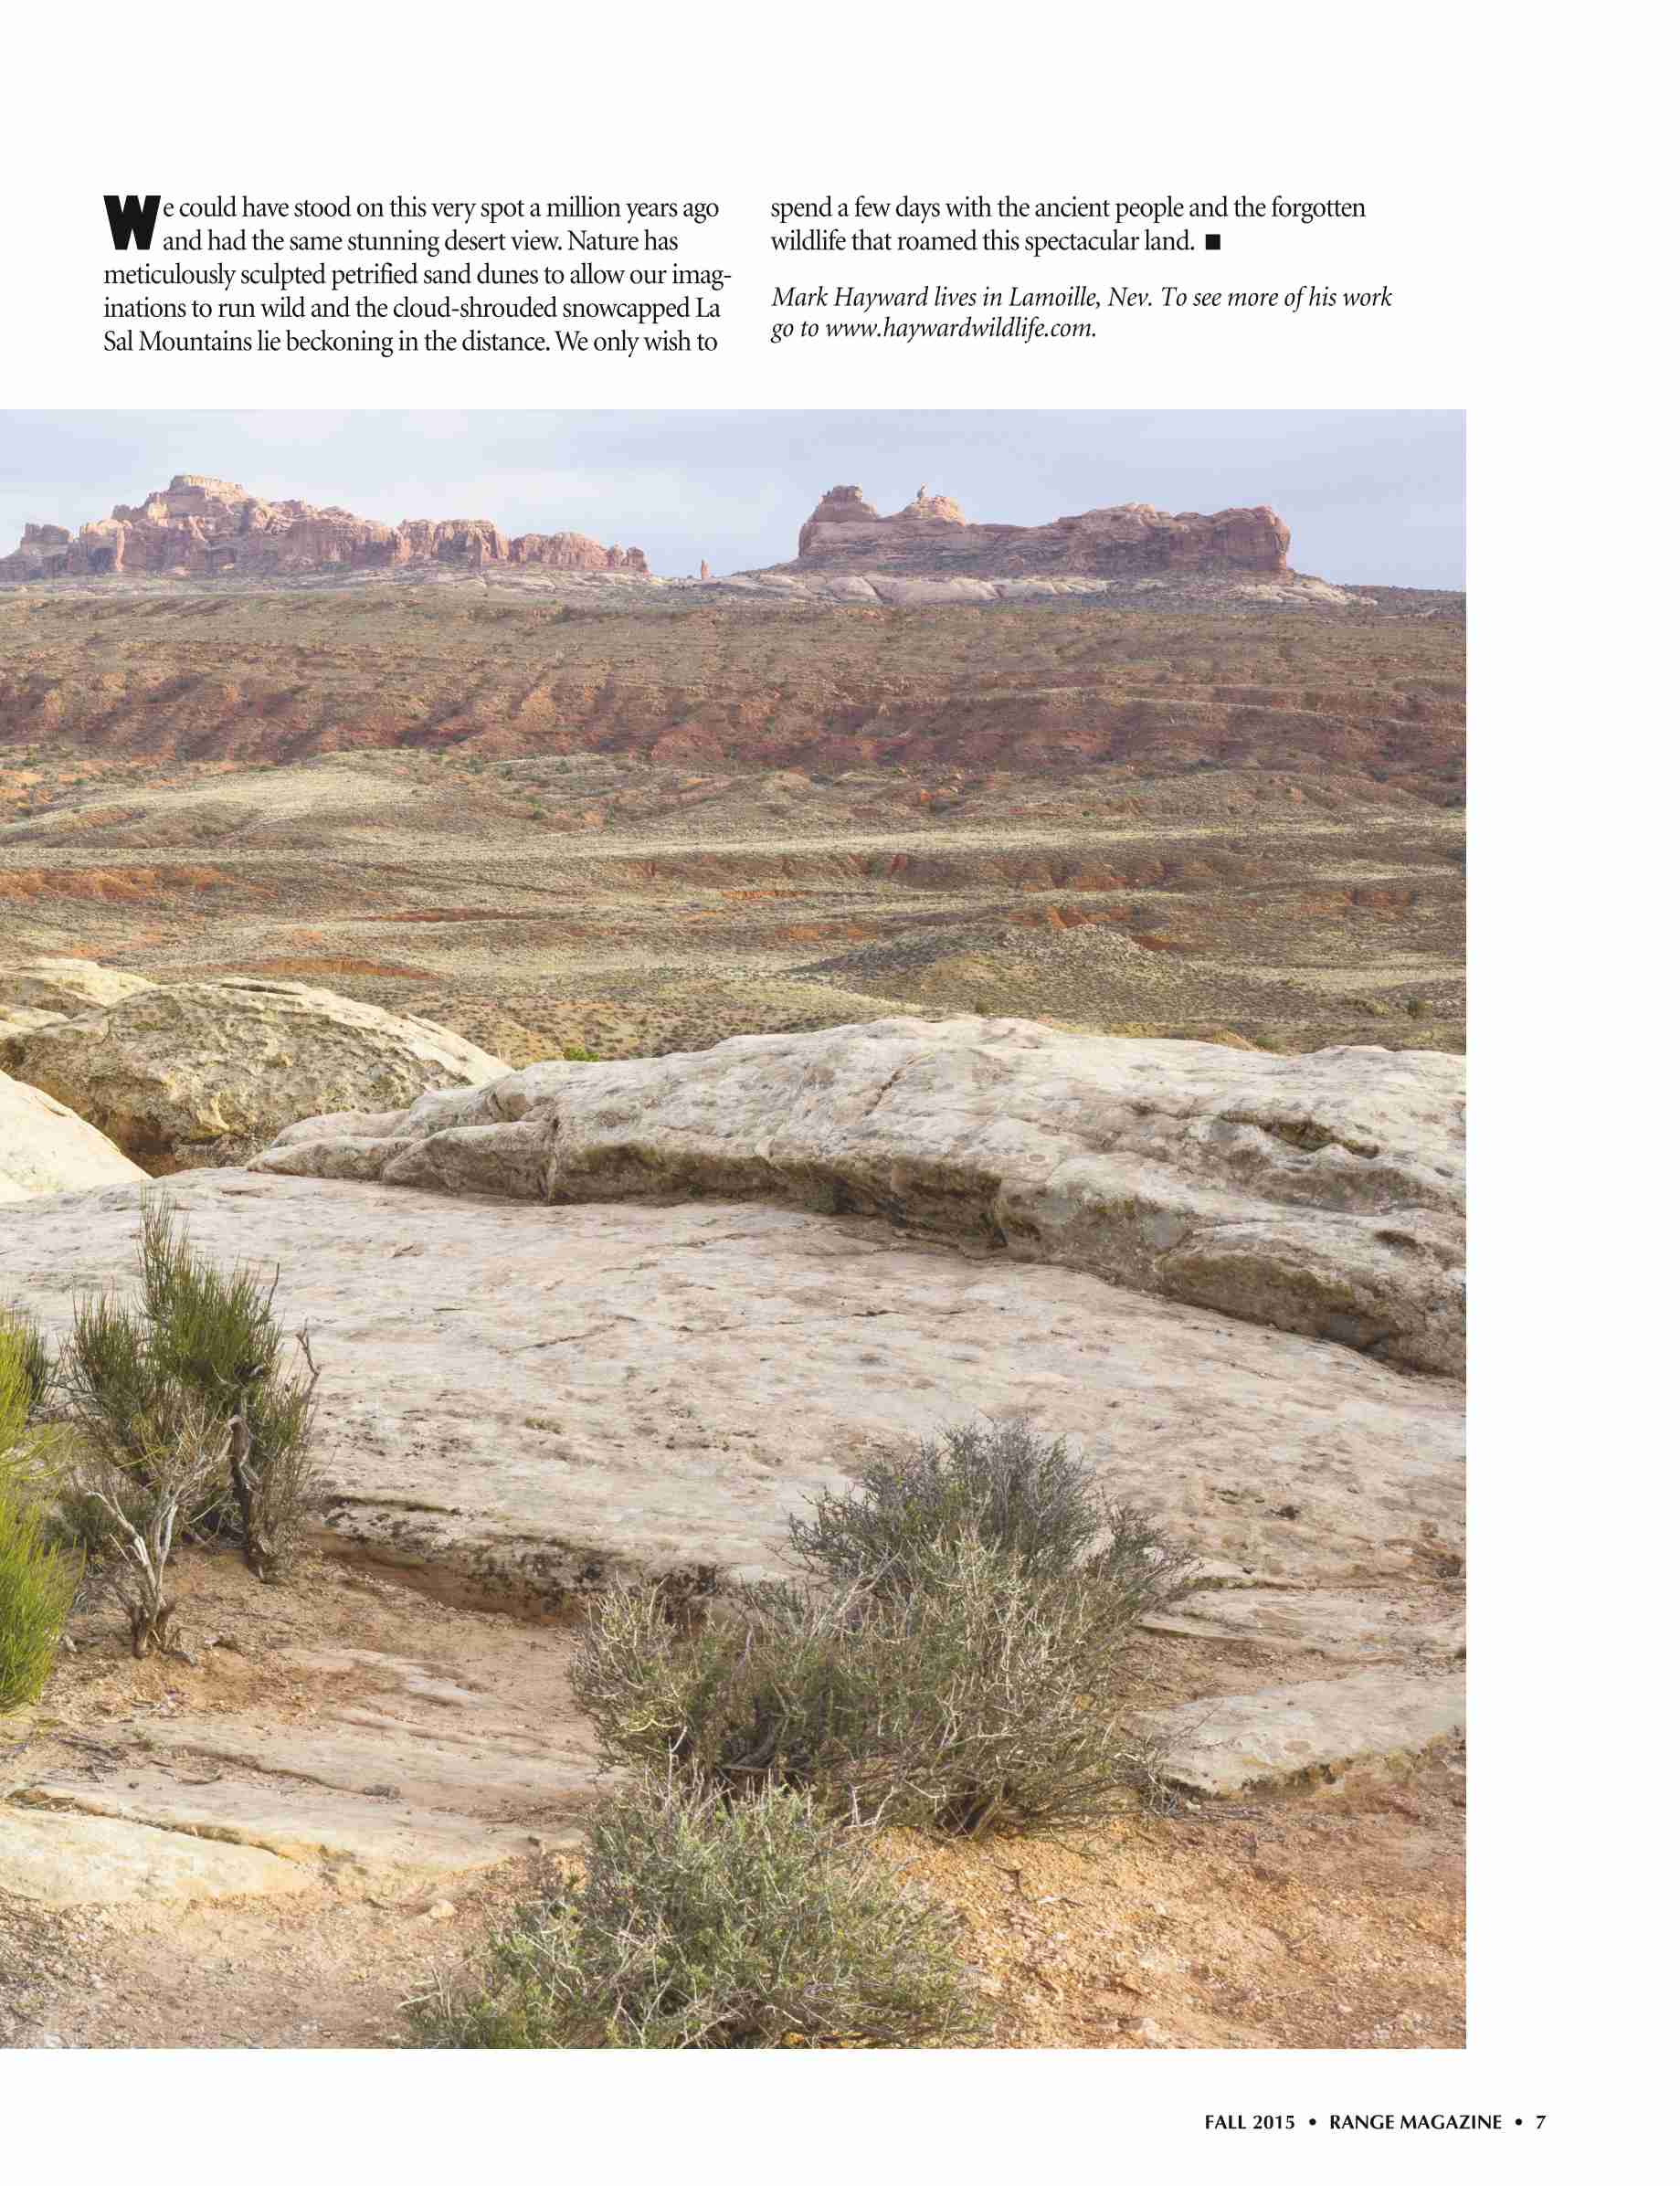 We could have stood on this very spot a million years ago
and had the same stunning desert view. Nature has
meticulously sculpted petrified sand dunes to allow our imag-
inations to run wild and the cloud-shrouded snowcapped La
Sal Mountains lie beckoning in the distance. We only wish to
spend a few days with the ancient people and the forgotten
wildlife that roamed this spectacular land. ■
Mark Hayward lives in Lamoille, Nev. To see more of his work
go to www.haywardwildlife.com.
FALL 2015 • RANGE MAGAZINE • 7